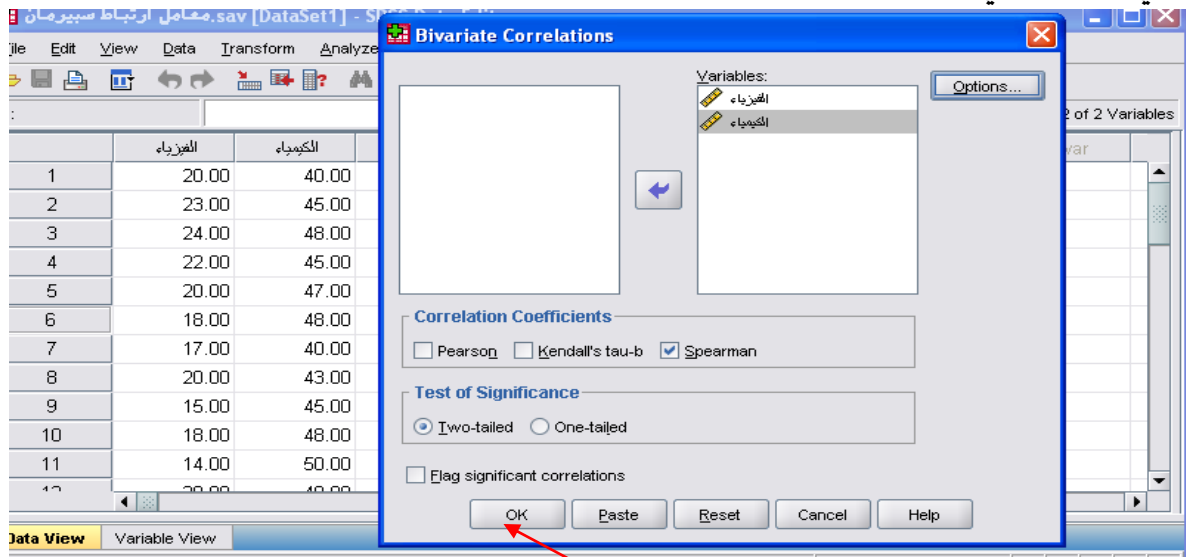 معامل ارتباط سبيرمان.sav [DataSet1] -
File Edit View Data Transform Analyze
2 of 2 Variables
الفيزياء الكيمياء var
1 20.00 40.00
2 23.00 45.00
3 24.00 48.00
4 22.00 45.00
5 20.00 47.00
6 18.00 48.00
7 17.00 40.00
8 20.00 43.00
9 15.00 45.00
10 18.00 48.00
11 14.00 50.00
Data View Variable View
Bivariate Correlations
Variables:
الفيزياء
الكيمياء
Options...
Correlation Coefficients
Pearson Kendall's tau-b Spearman
Test of Significance
Two-tailed One-tailed
Flag significant correlations
OK Paste Reset Cancel Help